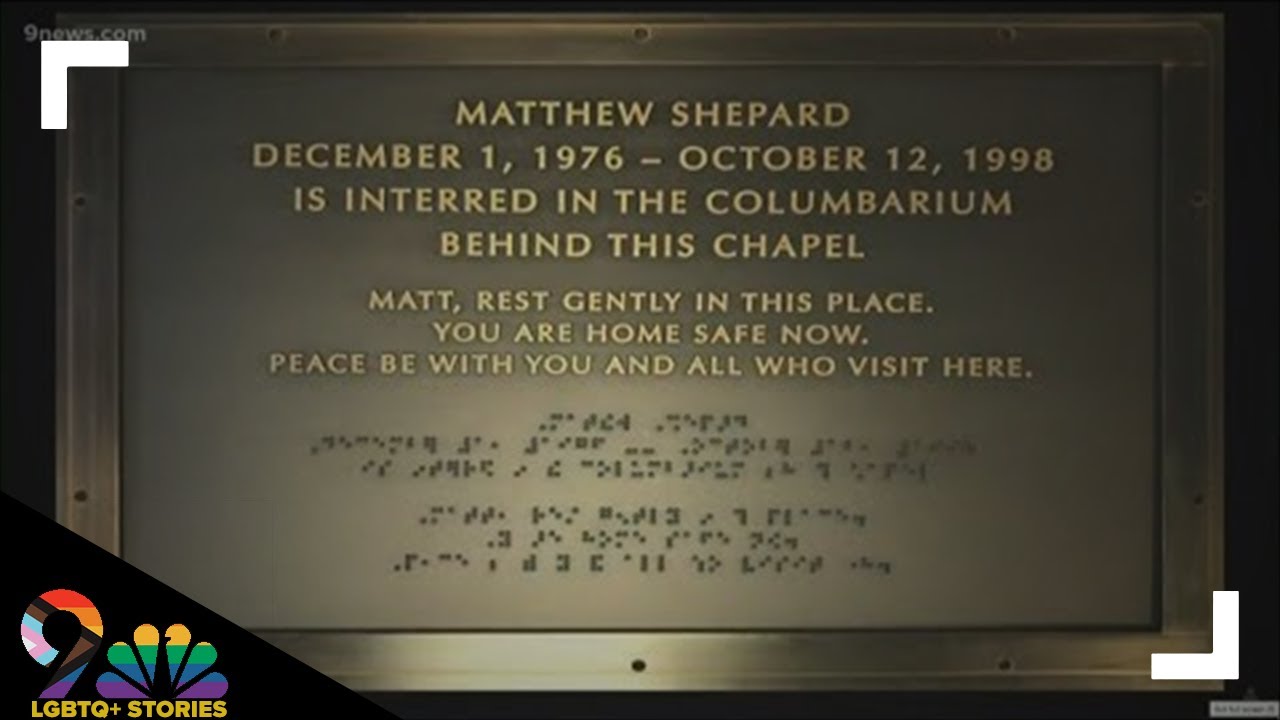 9news.com
MATTHEW SHEPARD
DECEMBER 1, 1976 – OCTOBER 12, 1998
IS INTERRED IN THE COLUMBARIUM
BEHIND THIS CHAPEL
MATT, REST GENTLY IN THIS PLACE.
YOU ARE HOME SAFE NOW.
PEACE BE WITH YOU AND ALL WHO VISIT HERE.
9
LGBTQ+ STORIES